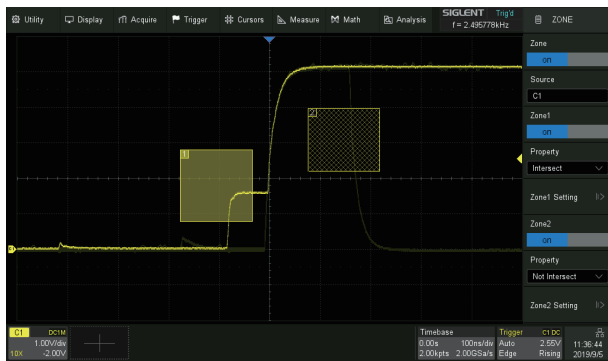 Utility Display Acquire Trigger Cursors Measure Math Analysis
SIGLENT Trig'd
f = 2.495778kHz
ZONE
Zone
on
Source
C1
Zone1
on
Property
Intersect
Zone1 Setting
Zone2
on
Property
Not Intersect
Zone2 Setting
1
2
C1 DC1M
1.00V/div
10X -2.00V
Timebase
0.00s 100ns/div
2.00kpts 2.00GSa/s
Trigger C1 DC
Auto 2.55V
Edge Rising
11:36:44
2019/9/5